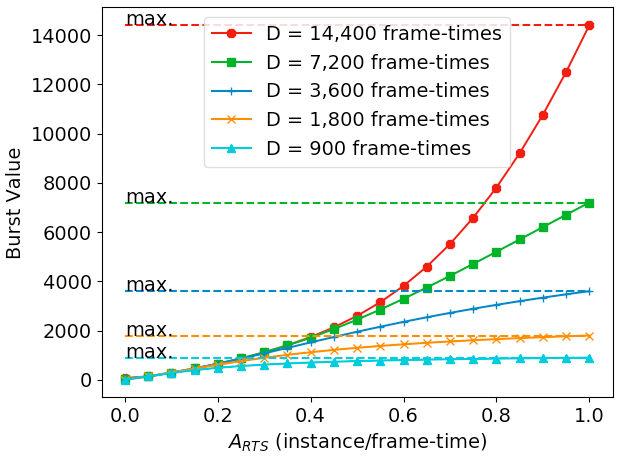 max.
D = 14,400 frame-times
D = 7,200 frame-times
D = 3,600 frame-times
D = 1,800 frame-times
D = 900 frame-times
max.
max.
max.
max.
14000
12000
10000
8000
6000
4000
2000
0
Burst Value
0.0 0.2 0.4 0.6 0.8 1.0
A_RTS (instance/frame-time)